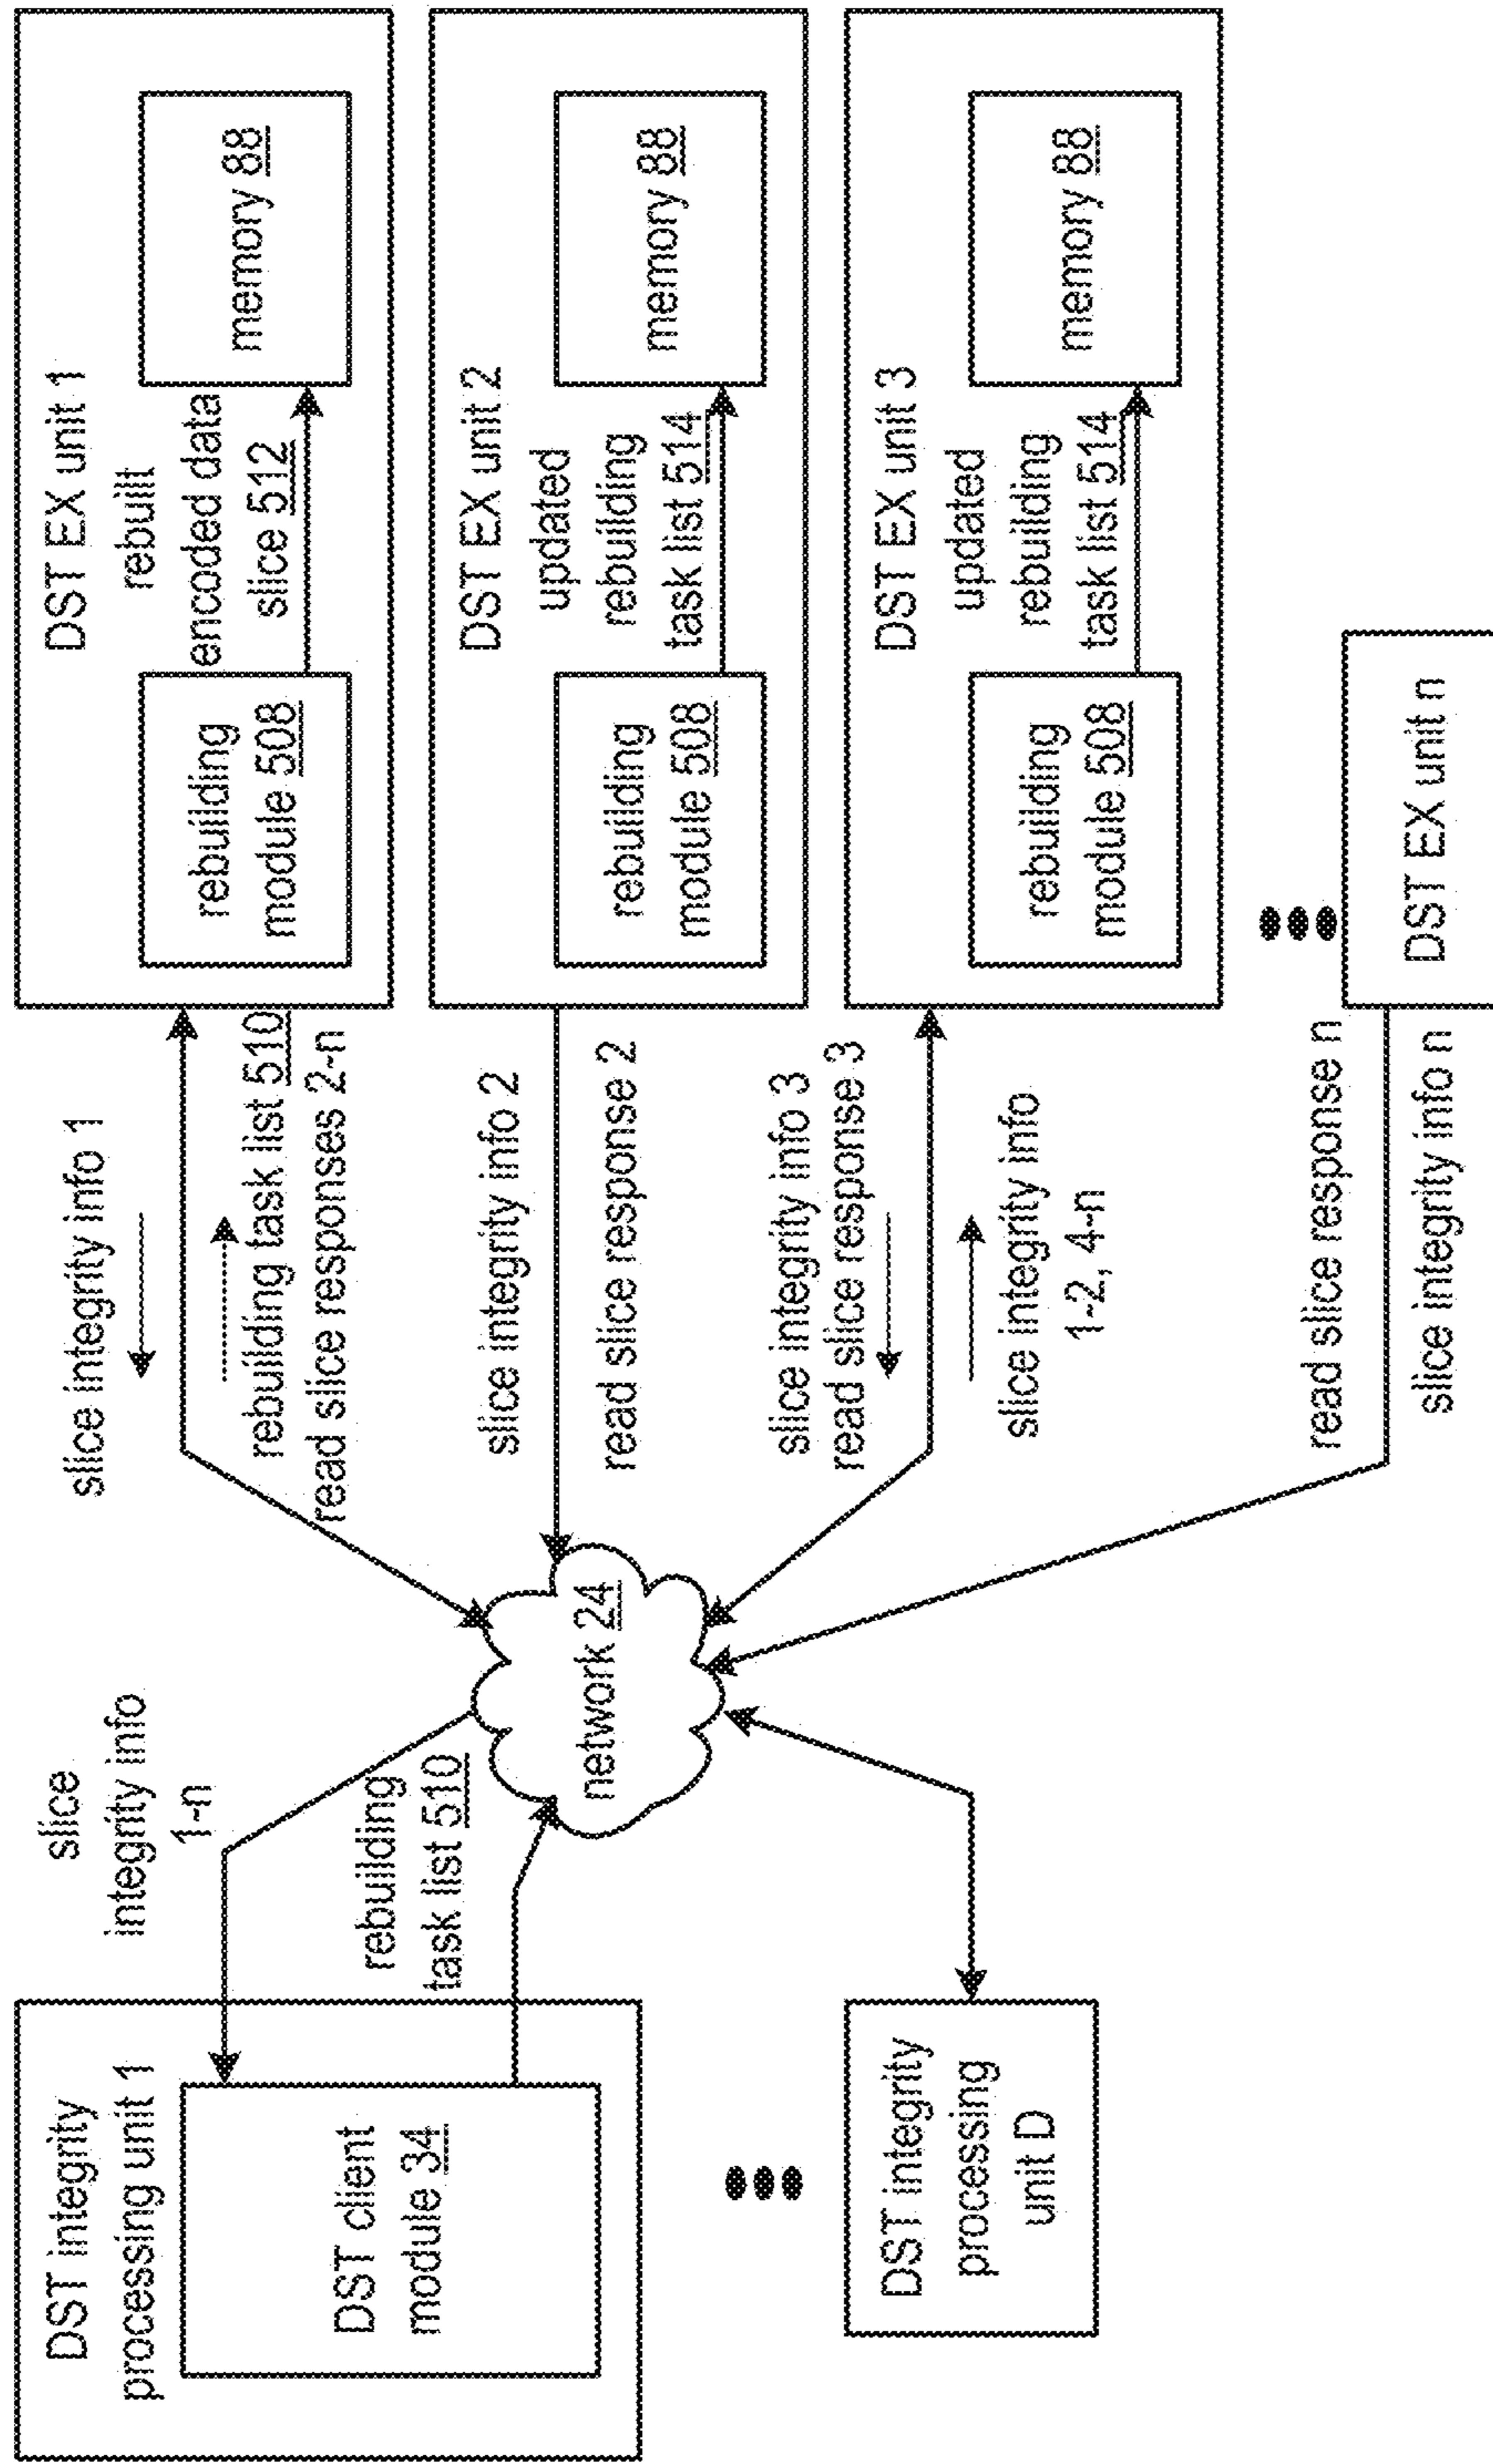 DST integrity
processing unit 1
DST client
module 34
DST integrity
processing
unit D
slice
integrity info
1-n
rebuilding
task list 510
network 24
slice integrity info 1
rebuilding task list 510
read slice responses 2-n
slice integrity info 2
read slice response 2
slice integrity info 3
read slice response 3
slice integrity info
1-2, 4-n
read slice response n
slice integrity info n
DST EX unit 1
rebuilding
module 508
rebuilt
encoded data
slice 512
memory 88
DST EX unit 2
rebuilding
module 508
updated
rebuilding
task list 514
memory 88
DST EX unit 3
rebuilding
module 508
updated
rebuilding
task list 514
memory 88
DST EX unit n